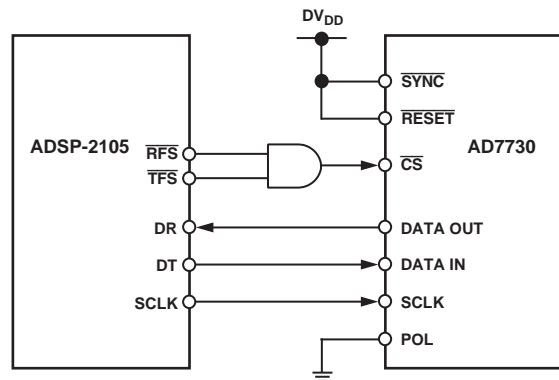 DVDD
SYNC
RESET
ADSP-2105
AD7730
RFS
CS
TFS
DR
DATA OUT
DT
DATA IN
SCLK
SCLK
POL